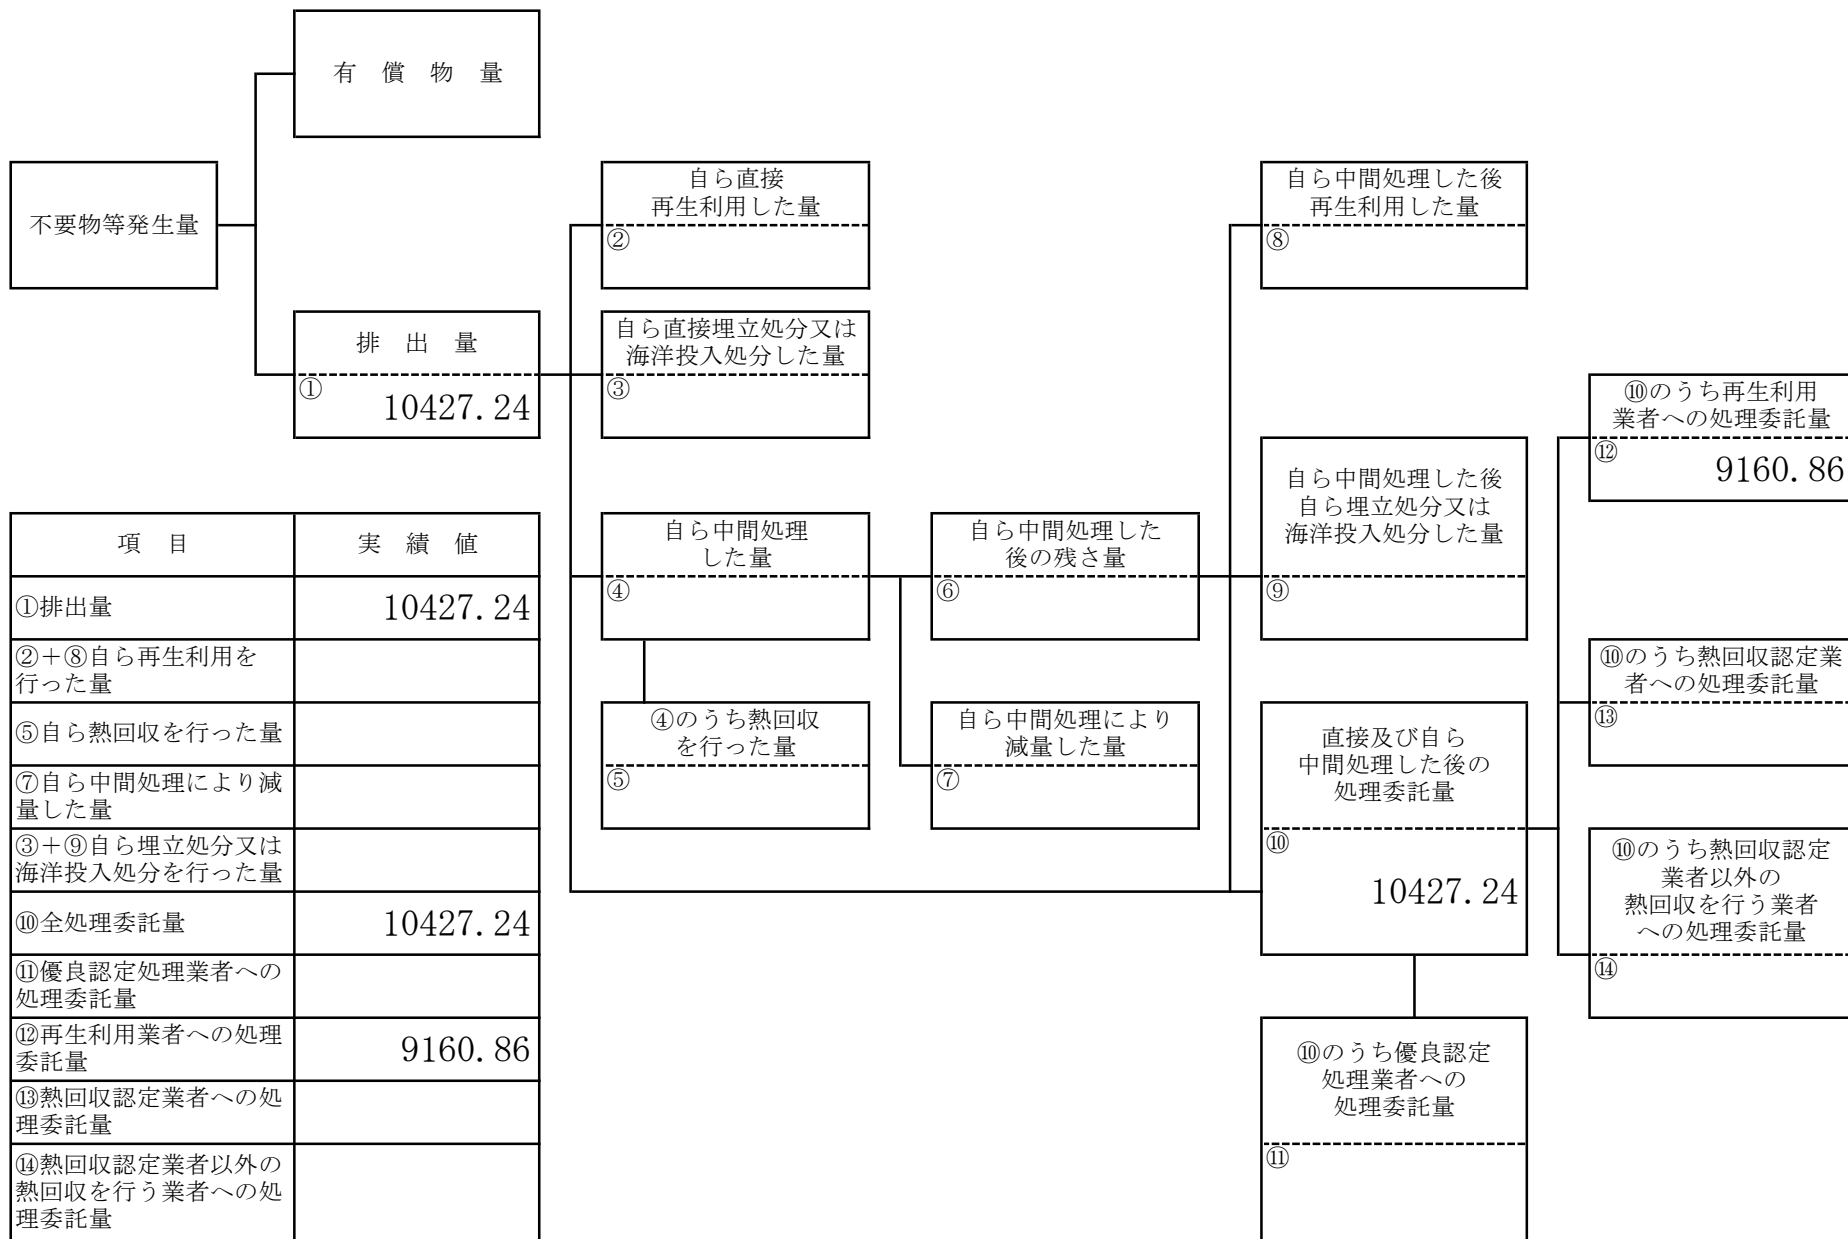 有　償　物　量
不要物等発生量
排　出　量
①
10427.24
自ら直接
再生利用した量
②
自ら直接埋立処分又は
海洋投入処分した量
③
自ら中間処理
した量
④
④のうち熱回収
を行った量
⑤
自ら中間処理した
後の残さ量
⑥
自ら中間処理により
減量した量
⑦
自ら中間処理した後
再生利用した量
⑧
自ら中間処理した後
自ら埋立処分又は
海洋投入処分した量
⑨
直接及び自ら
中間処理した後の
処理委託量
⑩
10427.24
⑩のうち優良認定
処理業者への
処理委託量
⑪
⑩のうち再生利用
業者への処理委託量
⑫
9160.86
⑩のうち熱回収認定業
者への処理委託量
⑬
⑩のうち熱回収認定
業者以外の
熱回収を行う業者
への処理委託量
⑭
項　目　実　績　値
①排出量　10427.24
②＋⑧自ら再生利用を
行った量
⑤自ら熱回収を行った量
⑦自ら中間処理により減
量した量
③＋⑨自ら埋立処分又は
海洋投入処分を行った量
⑩全処理委託量　10427.24
⑪優良認定処理業者への
処理委託量
⑫再生利用業者への処理
委託量　9160.86
⑬熱回収認定業者への処
理委託量
⑭熱回収認定業者以外の
熱回収を行う業者への処
理委託量